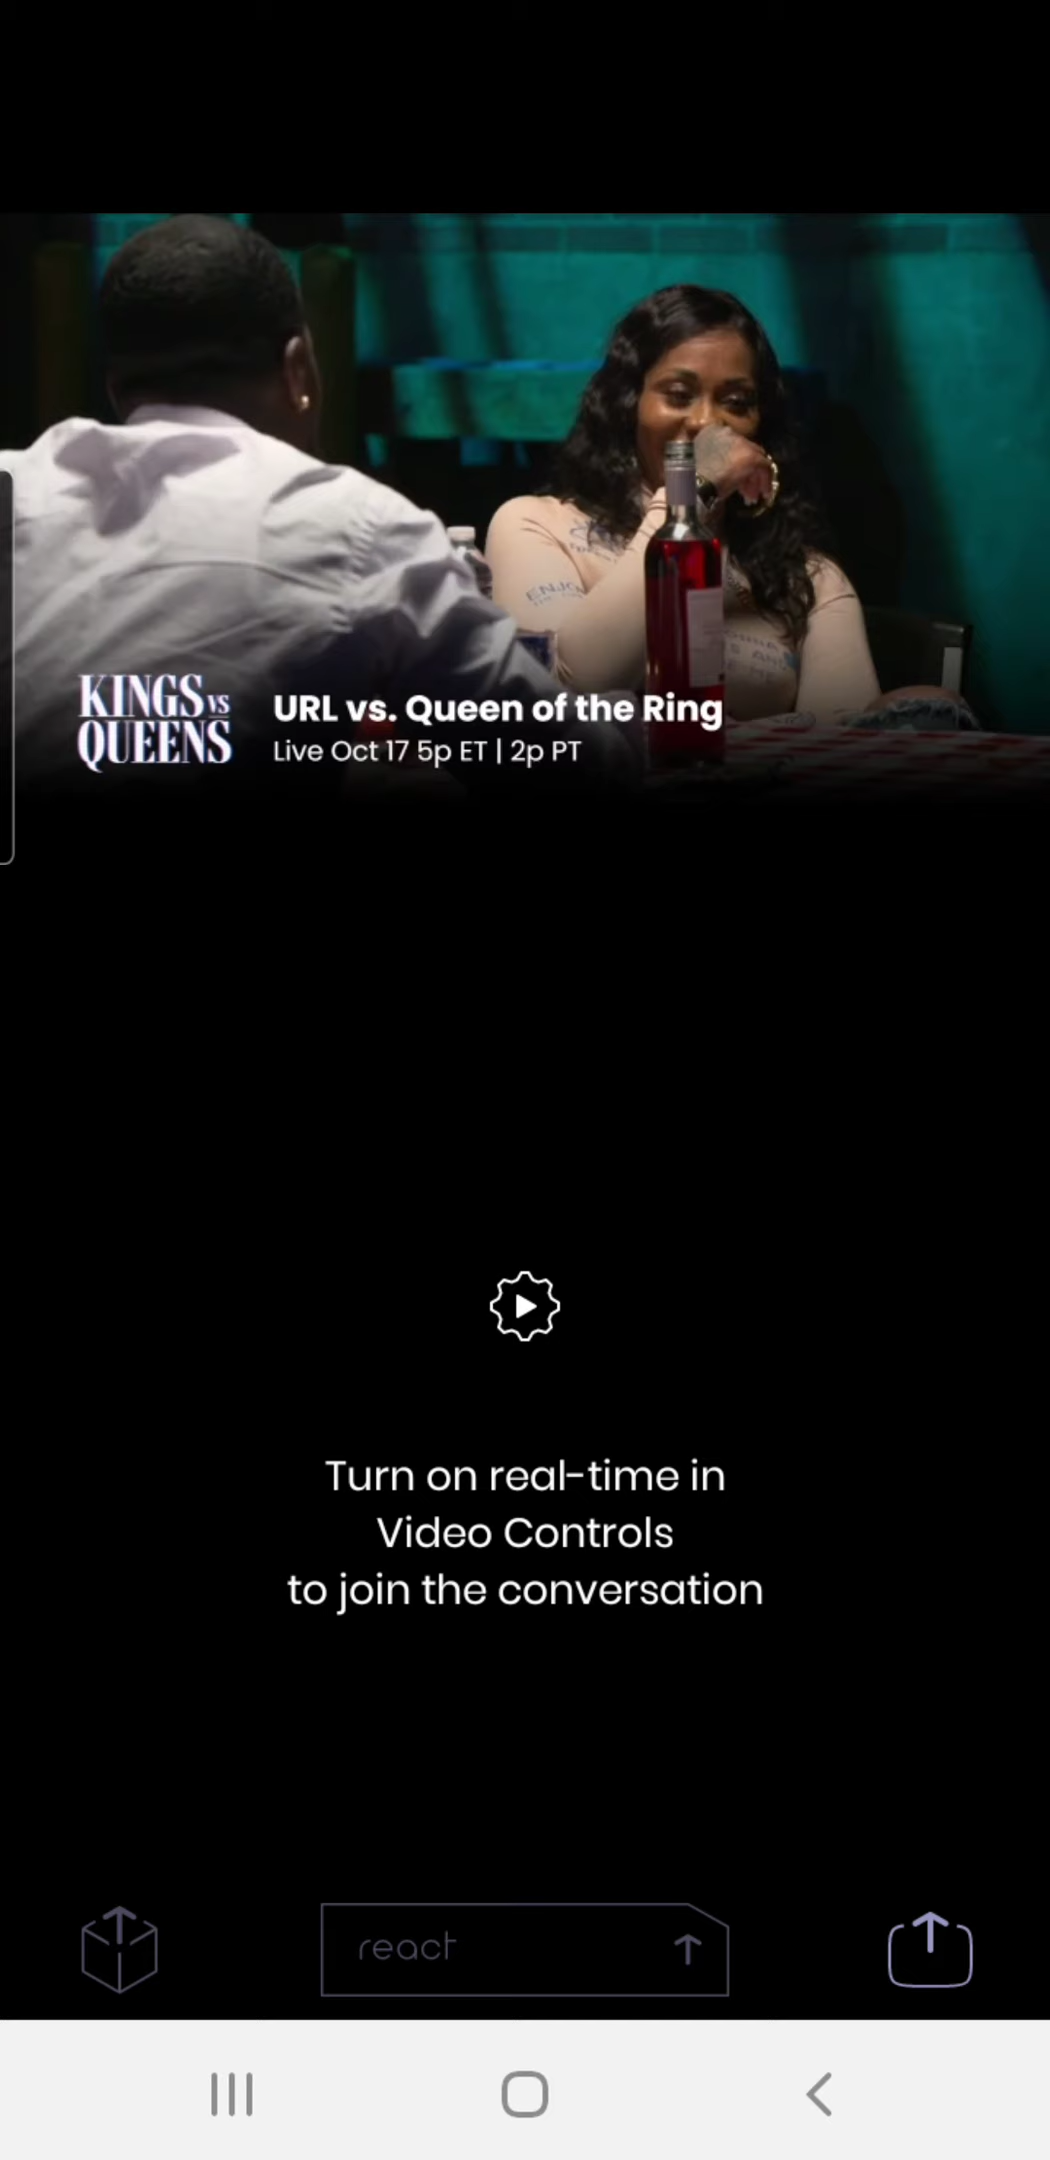 ENJOY
KINGS VS
QUEENS
URL vs. Queen of the Ring
Live Oct 17 5p ET | 2p PT
Turn on real-time in
Video Controls
to join the conversation
react